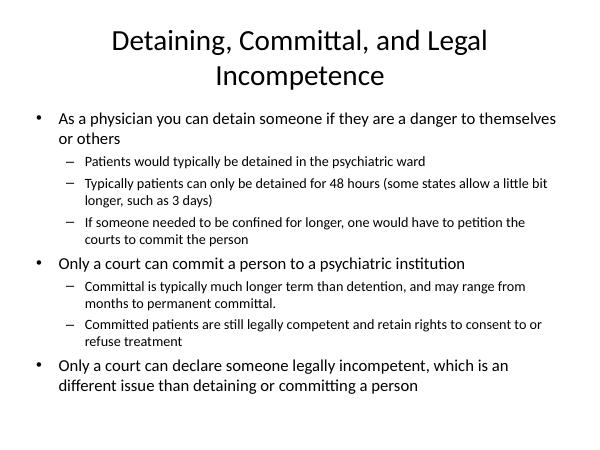 Detaining, Committal, and Legal
Incompetence
• As a physician you can detain someone if they are a danger to themselves
or others
– Patients would typically be detained in the psychiatric ward
– Typically patients can only be detained for 48 hours (some states allow a little bit
longer, such as 3 days)
– If someone needed to be confined for longer, one would have to petition the
courts to commit the person
• Only a court can commit a person to a psychiatric institution
– Committal is typically much longer term than detention, and may range from
months to permanent committal.
– Committed patients are still legally competent and retain rights to consent to or
refuse treatment
• Only a court can declare someone legally incompetent, which is an
different issue than detaining or committing a person